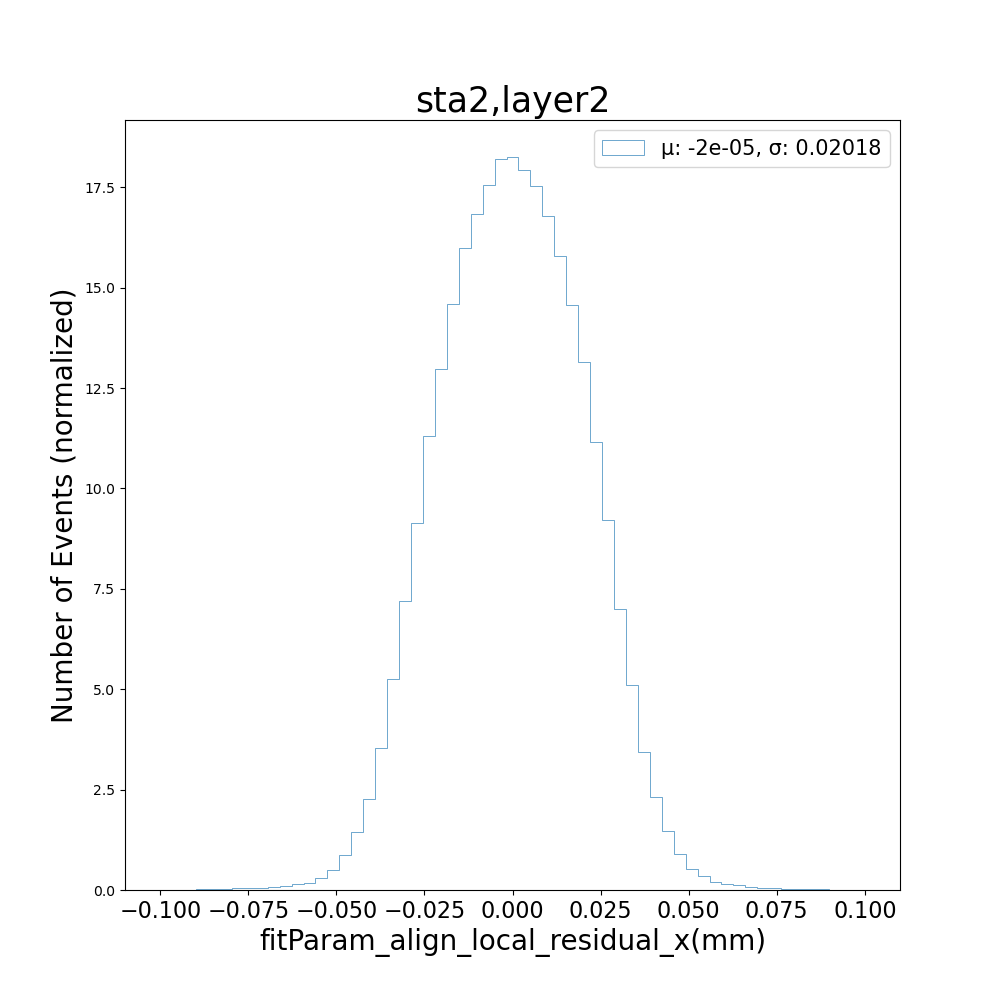 sta2,layer2
μ: -2e-05, σ: 0.02018
Number of Events (normalized)
17.5
15.0
12.5
10.0
7.5
5.0
2.5
0.0
−0.100 −0.075 −0.050 −0.025 0.000 0.025 0.050 0.075 0.100
fitParam_align_local_residual_x(mm)